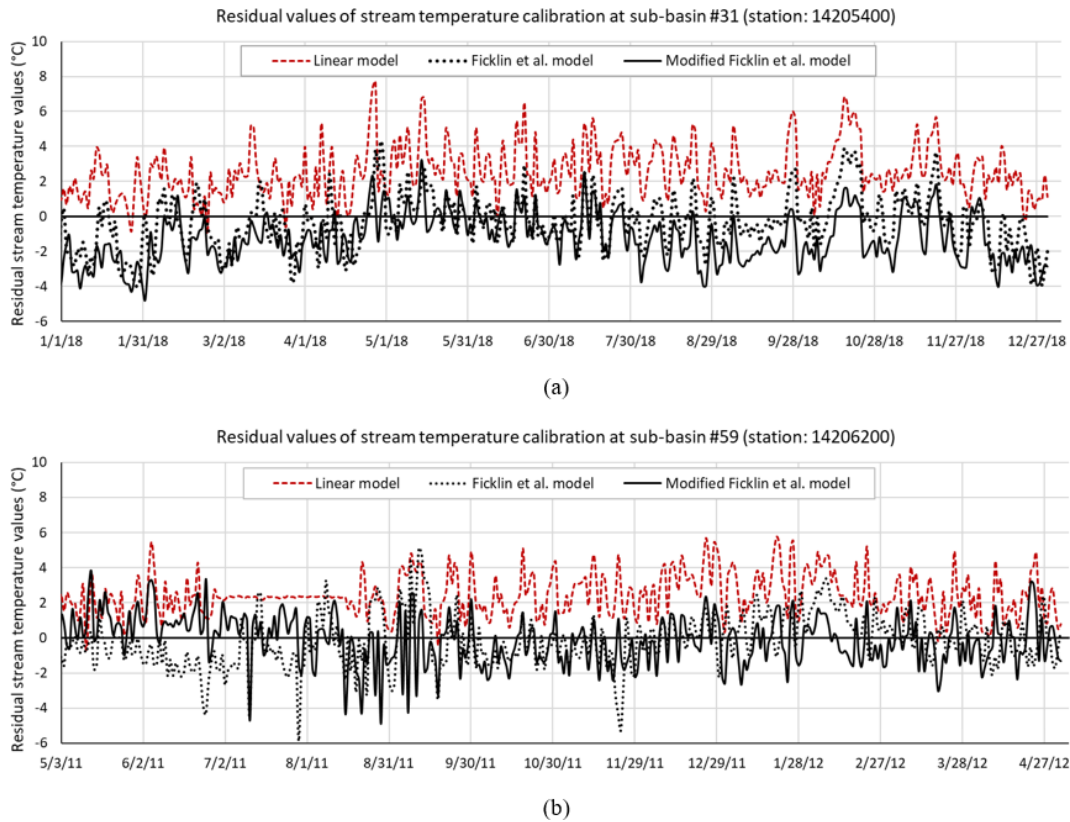 Residual values of stream temperature calibration at sub-basin #31 (station: 14205400)
Residual stream temperature values (°C)
10
8
6
4
2
0
-2
-4
-6
Linear model
Ficklin et al. model
Modified Ficklin et al. model
1/1/18 1/31/18 3/2/18 4/1/18 5/1/18 5/31/18 6/30/18 7/30/18 8/29/18 9/28/18 10/28/18 11/27/18 12/27/18
(a)
Residual values of stream temperature calibration at sub-basin #59 (station: 14206200)
Residual stream temperature values (°C)
10
8
6
4
2
0
-2
-4
-6
Linear model
Ficklin et al. model
Modified Ficklin et al. model
5/3/11 6/2/11 7/2/11 8/1/11 8/31/11 9/30/11 10/30/11 11/29/11 12/29/11 1/28/12 2/27/12 3/28/12 4/27/12
(b)